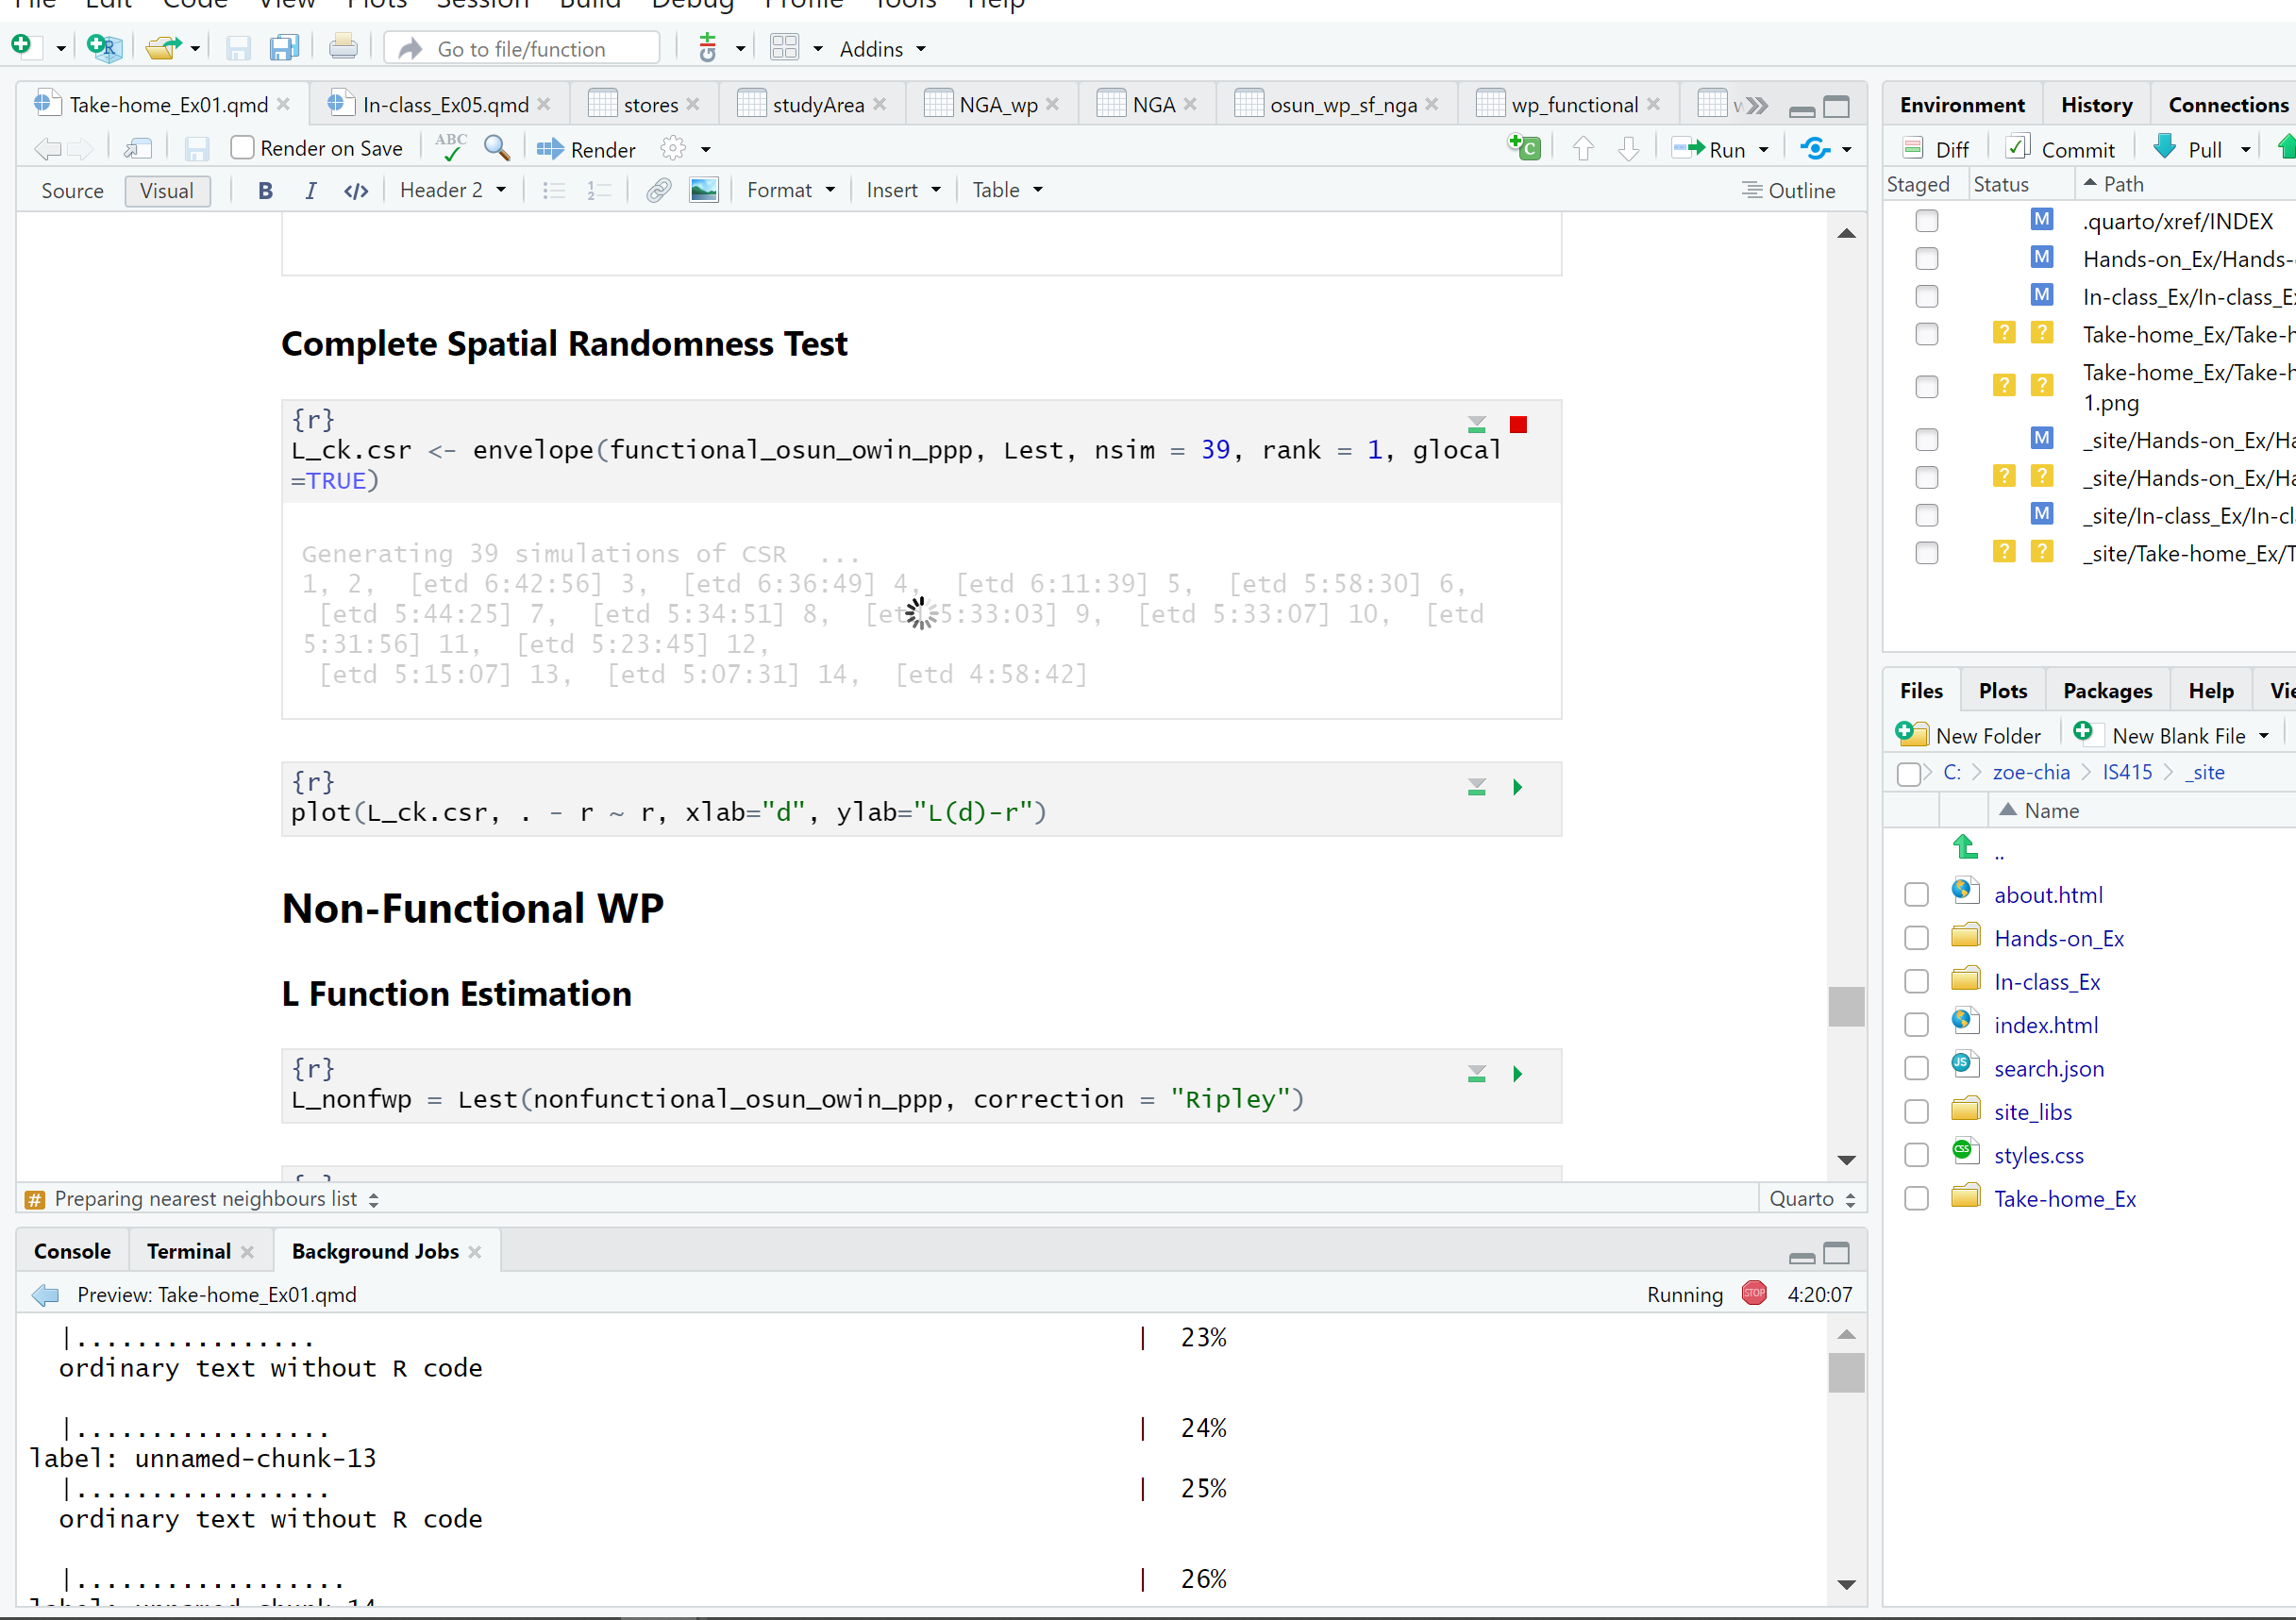 File Edit Code View Plots Session Build Debug Profile Tools Help
Go to file/function
Addins
Take-home_Ex01.qmd
In-class_Ex05.qmd
stores
studyArea
NGA_wp
NGA
osun_wp_sf_nga
wp_functional
Render on Save
ABC
Render
Run
Source
Visual
B
I
</>
Header 2
Format
Insert
Table
Outline
Complete Spatial Randomness Test
{r}
L_ck.csr <- envelope(functional_osun_owin_ppp, Lest, nsim = 39, rank = 1, glocal
=TRUE)
Generating 39 simulations of CSR  ...
1, 2,  [etd 6:42:56] 3,  [etd 6:36:49] 4,  [etd 6:11:39] 5,  [etd 5:58:30] 6,
[etd 5:44:25] 7,  [etd 5:34:51] 8,  [etd 5:33:03] 9,  [etd 5:33:07] 10,  [etd
5:31:56] 11,  [etd 5:23:45] 12,
[etd 5:15:07] 13,  [etd 5:07:31] 14,  [etd 4:58:42]
{r}
plot(L_ck.csr, . - r ~ r, xlab="d", ylab="L(d)-r")
Non-Functional WP
L Function Estimation
{r}
L_nonfwp = Lest(nonfunctional_osun_owin_ppp, correction = "Ripley")
# Preparing nearest neighbours list
Quarto
Console
Terminal
Background Jobs
Preview: Take-home_Ex01.qmd
Running
STOP
4:20:07
|................ | 23%
ordinary text without R code
|................. | 24%
label: unnamed-chunk-13
|................. | 25%
ordinary text without R code
|.................. | 26%
label: unnamed-chunk-14
Environment
History
Connections
Diff
Commit
Pull
Staged
Status
Path
M .quarto/xref/INDEX
M Hands-on_Ex/Hands-
M In-class_Ex/In-class_E
? ? Take-home_Ex/Take-h
? ? Take-home_Ex/Take-h
1.png
M _site/Hands-on_Ex/Ha
? ? _site/Hands-on_Ex/Ha
M _site/In-class_Ex/In-cl
? ? _site/Take-home_Ex/T
Files
Plots
Packages
Help
Vie
New Folder
New Blank File
C: > zoe-chia > IS415 > _site
Name
..
about.html
Hands-on_Ex
In-class_Ex
index.html
search.json
site_libs
styles.css
Take-home_Ex